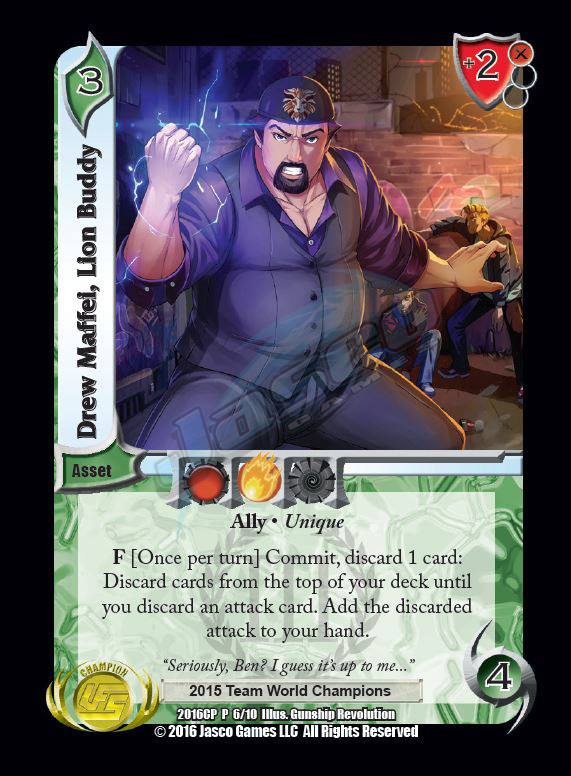 3
+2
Drew Maffei, Lion Buddy
Asset
Ally • Unique
F [Once per turn] Commit, discard 1 card:
Discard cards from the top of your deck until
you discard an attack card. Add the discarded
attack to your hand.
"Seriously, Ben? I guess it's up to me..."
2015 Team World Champions
4
CHAMPION
UFS
2016CP P 6/10 Illus. Gunship Revolution
© 2016 Jasco Games LLC All Rights Reserved
Jasco